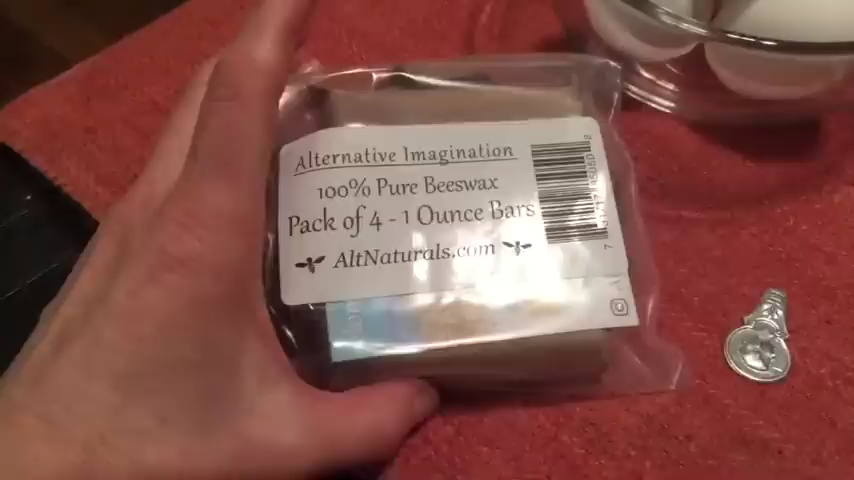 Alternative Imagination
100% Pure Beeswax
Pack of 4 - 1 Ounce Bars
AltNaturals.com